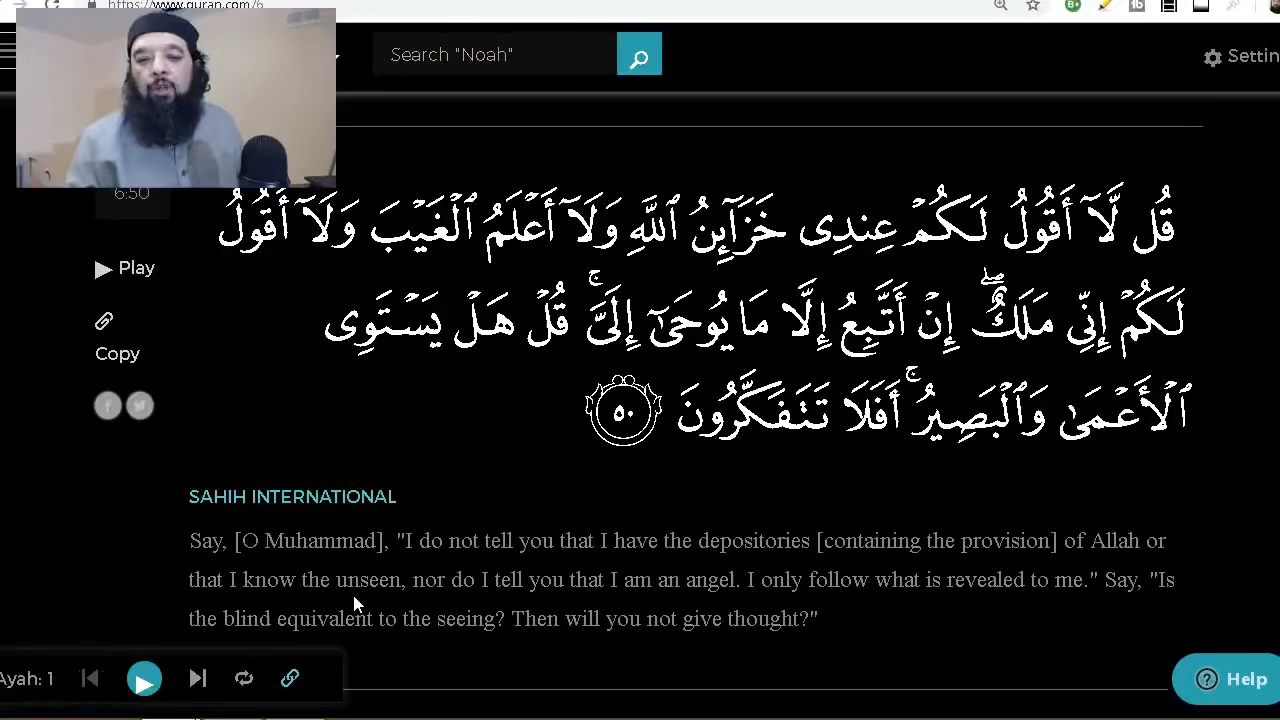 https://www.quran.com/6
Search "Noah"
6:50
Play
Copy
قُل لَّآ أَقُولُ لَكُمْ عِندِى خَزَآئِنُ ٱللَّهِ وَلَآ أَعْلَمُ ٱلْغَيْبَ وَلَآ أَقُولُ
لَكُمْ إِنِّى مَلَكٌ ۖ إِنْ أَتَّبِعُ إِلَّا مَا يُوحَىٰٓ إِلَىَّ ۚ قُلْ هَلْ يَسْتَوِى
ٱلْأَعْمَىٰ وَٱلْبَصِيرُ ۚ أَفَلَا تَتَفَكَّرُونَ ٥٠
SAHIH INTERNATIONAL
Say, [O Muhammad], "I do not tell you that I have the depositories [containing the provision] of Allah or
that I know the unseen, nor do I tell you that I am an angel. I only follow what is revealed to me." Say, "Is
the blind equivalent to the seeing? Then will you not give thought?"
Ayah: 1
Help